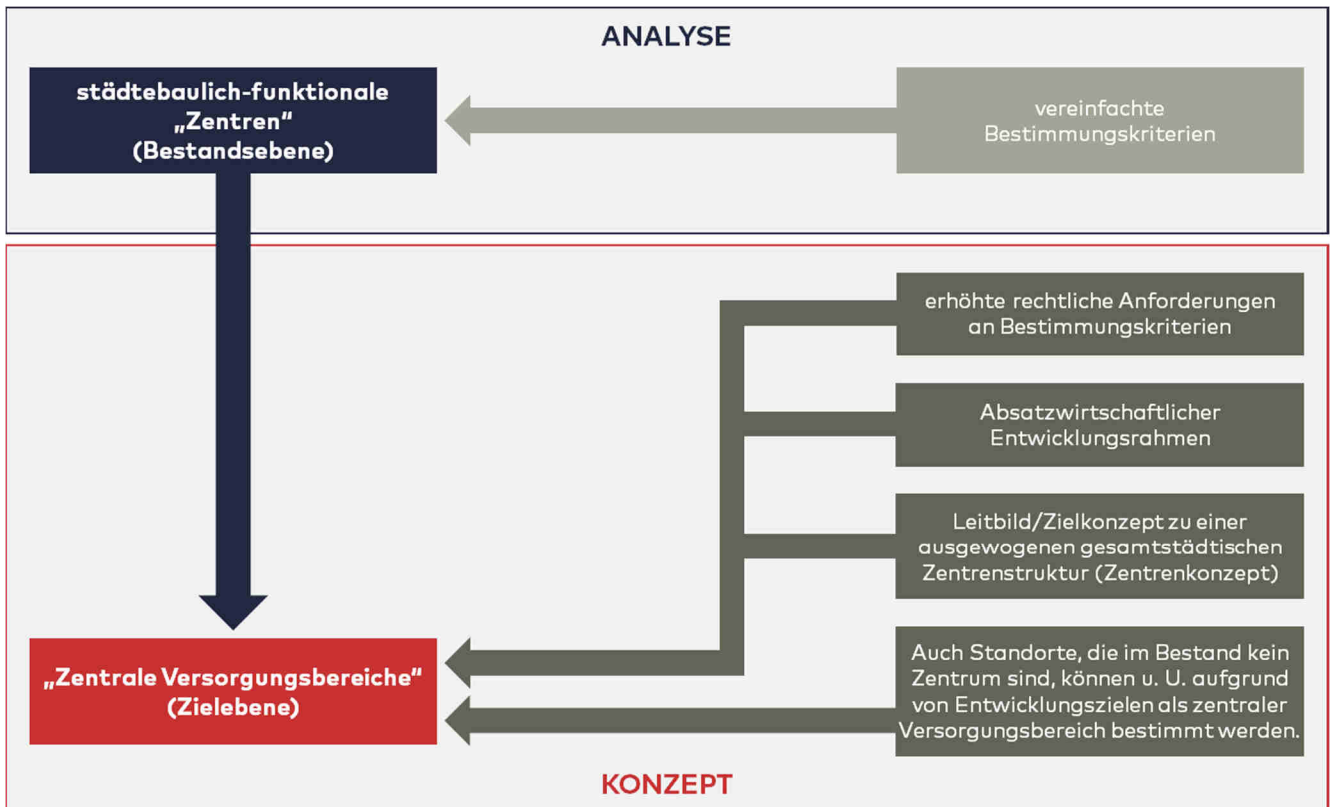 ANALYSE
städtebaulich-funktionale
„Zentren“
(Bestandsebene)
vereinfachte
Bestimmungskriterien
erhöhte rechtliche Anforderungen
an Bestimmungskriterien
Absatzwirtschaftlicher
Entwicklungsrahmen
Leitbild/Zielkonzept zu einer
ausgewogenen gesamtstädtischen
Zentrenstruktur (Zentrenkonzept)
„Zentrale Versorgungsbereiche“
(Zielebene)
Auch Standorte, die im Bestand kein
Zentrum sind, können u. U. aufgrund
von Entwicklungszielen als zentraler
Versorgungsbereich bestimmt werden.
KONZEPT